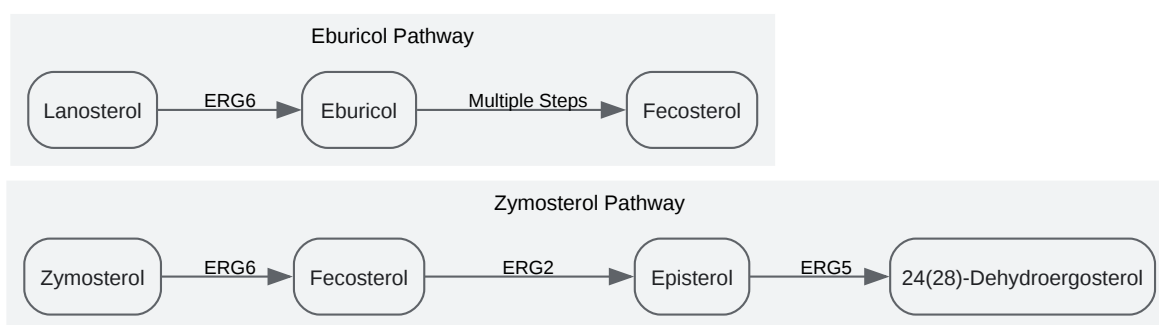 Eburicol Pathway
Lanosterol
ERG6
Eburicol
Multiple Steps
Fecosterol
Zymosterol Pathway
Zymosterol
ERG6
Fecosterol
ERG2
Episterol
ERG5
24(28)-Dehydroergosterol